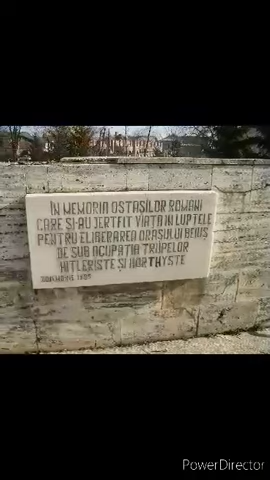 ÎN MEMORIA OSTAȘILOR ROMÂNI
CARE ȘI-AU JERTFIT VIAȚA ÎN LUPTELE
PENTRU ELIBERAREA ORAȘULUI BEIUȘ
DE SUB OCUPAȚIA TRUPELOR
HITLERISTE ȘI HORTHYSTE
PowerDirector